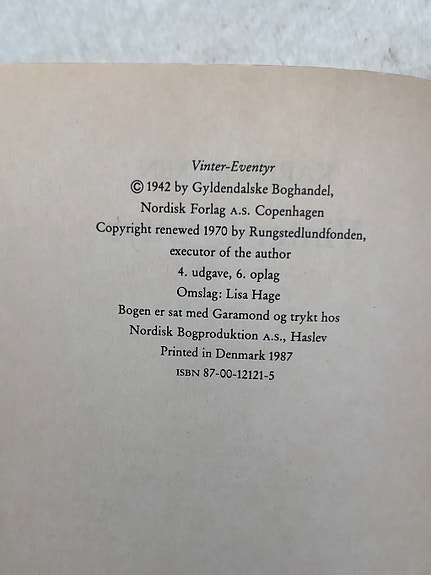 Vinter-Eventyr
© 1942 by Gyldendalske Boghandel,
Nordisk Forlag A.S. Copenhagen
Copyright renewed 1970 by Rungstedlundfonden,
executor of the author
4. udgave, 6. oplag
Omslag: Lisa Hage
Bogen er sat med Garamond og trykt hos
Nordisk Bogproduktion A.S., Haslev
Printed in Denmark 1987
ISBN 87-00-12121-5